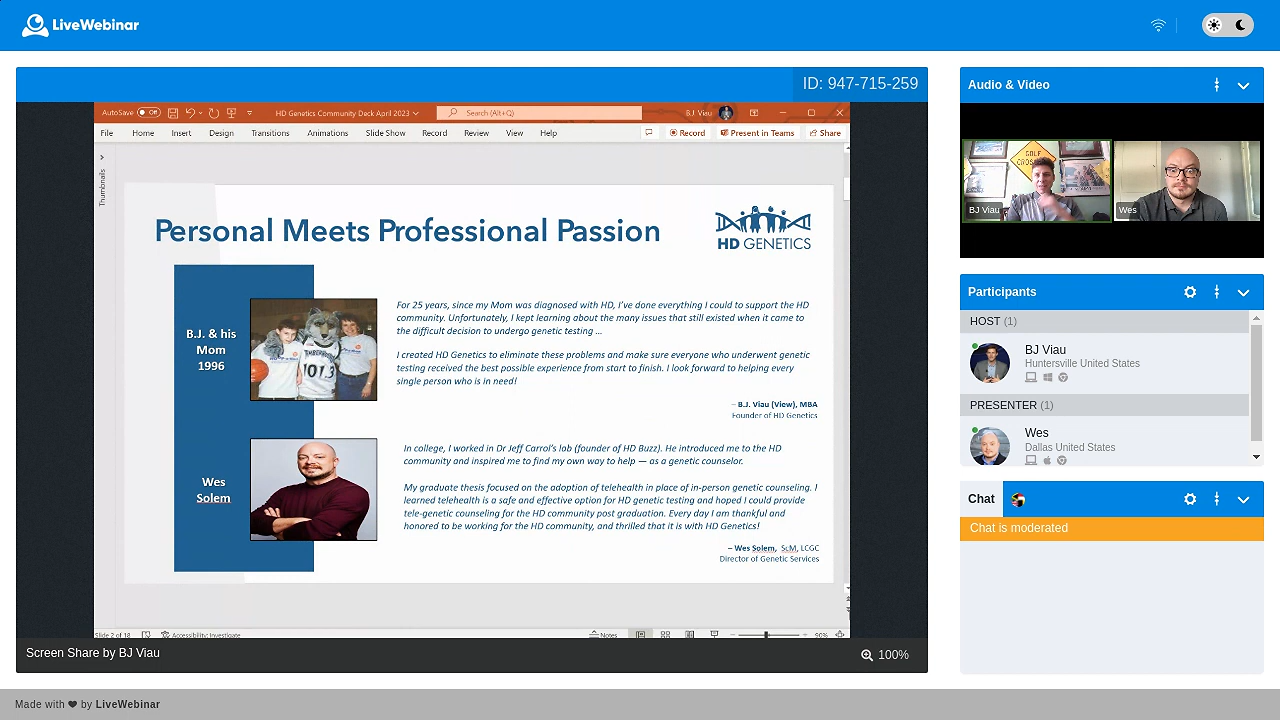 LiveWebinar
ID: 947-715-259
AutoSave Off
HD Genetics Community Deck April 2023
Search (Alt+Q)
BJ Viau
File Home Insert Design Transitions Animations Slide Show Record Review View Help
Record Present in Teams Share
Thumbnails
Personal Meets Professional Passion
HD GENETICS
B.J. & his
Mom
1996
For 25 years, since my Mom was diagnosed with HD, I've done everything I could to support the HD
community. Unfortunately, I kept learning about the many issues that still existed when it came to
the difficult decision to undergo genetic testing ...
I created HD Genetics to eliminate these problems and make sure everyone who underwent genetic
testing received the best possible experience from start to finish. I look forward to helping every
single person who is in need!
– B.J. Viau (View), MBA
Founder of HD Genetics
Wes
Solem
In college, I worked in Dr Jeff Carrol's lab (founder of HD Buzz). He introduced me to the HD
community and inspired me to find my own way to help — as a genetic counselor.
My graduate thesis focused on the adoption of telehealth in place of in-person genetic counseling. I
learned telehealth is a safe and effective option for HD genetic testing and hoped I could provide
tele-genetic counseling for the HD community post graduation. Every day I am thankful and
honored to be working for the HD community, and thrilled that it is with HD Genetics!
– Wes Solem, ScM, LCGC
Director of Genetic Services
Slide 2 of 18
Accessibility: Investigate
Notes
90%
Screen Share by BJ Viau
100%
Audio & Video
GOLF
BJ Viau
Wes
Participants
HOST (1)
BJ Viau
Huntersville United States
PRESENTER (1)
Wes
Dallas United States
Chat
Chat is moderated
Made with ❤ by LiveWebinar